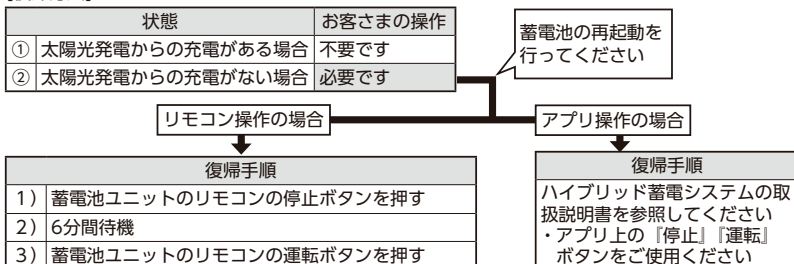 状態 お客さまの操作
① 太陽光発電からの充電がある場合 不要です
② 太陽光発電からの充電がない場合 必要です
蓄電池の再起動を
行ってください
リモコン操作の場合
アプリ操作の場合
復帰手順
1） 蓄電池ユニットのリモコンの停止ボタンを押す
2） 6分間待機
3） 蓄電池ユニットのリモコンの運転ボタンを押す
復帰手順
ハイブリッド蓄電システムの取
扱説明書を参照してください
・アプリ上の『停止』『運転』
ボタンをご使用ください